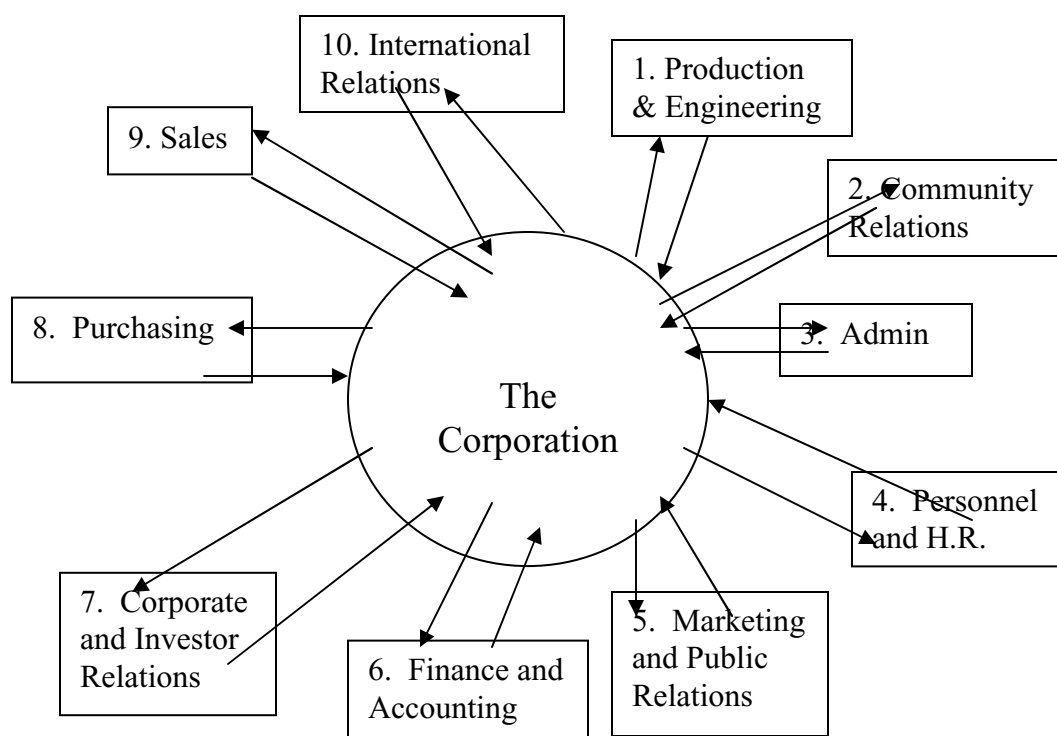 10. International
Relations
1. Production
& Engineering
9. Sales
2. Community
Relations
8.  Purchasing
3.  Admin
The
Corporation
4.  Personnel
and H.R.
7.  Corporate
and Investor
Relations
6.  Finance and
Accounting
5.  Marketing
and Public
Relations